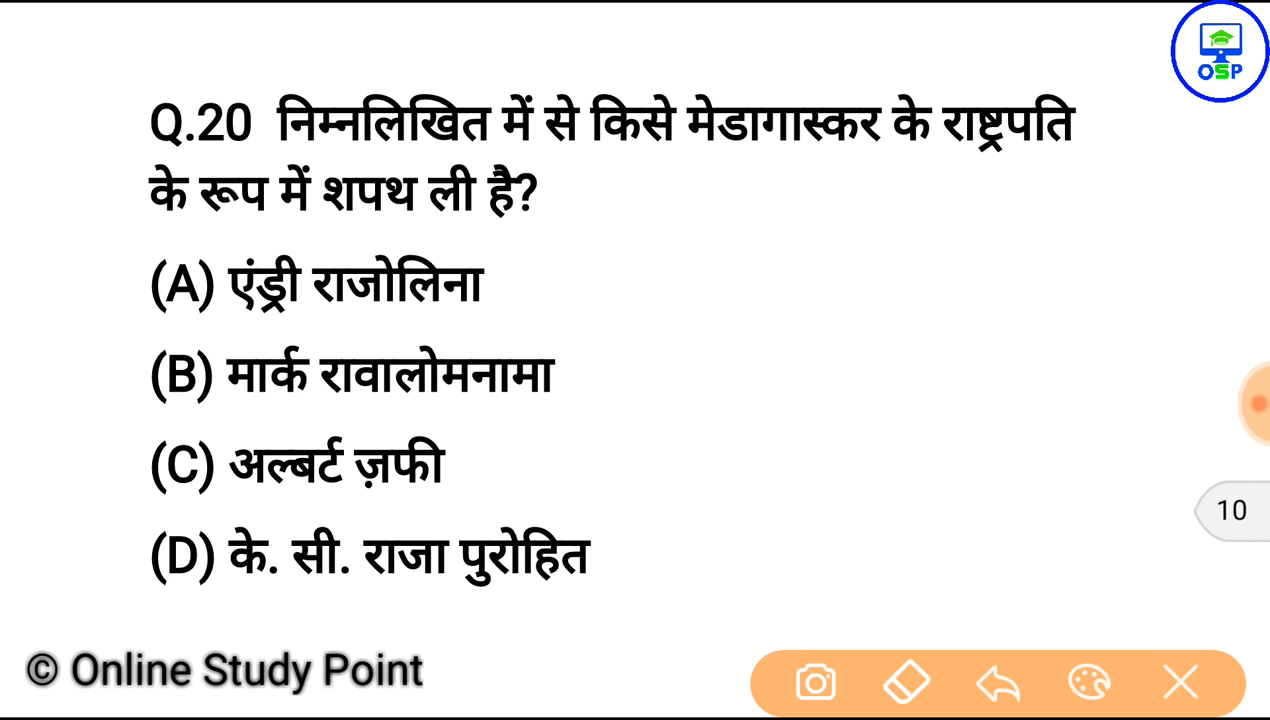 OSP
Q.20 निम्नलिखित में से किसे मेडागास्कर के राष्ट्रपति
के रूप में शपथ ली है?
(A) एंड्री राजोलिना
(B) मार्क रावालोमनामा
(C) अल्बर्ट ज़फी
(D) के. सी. राजा पुरोहित
10
© Online Study Point